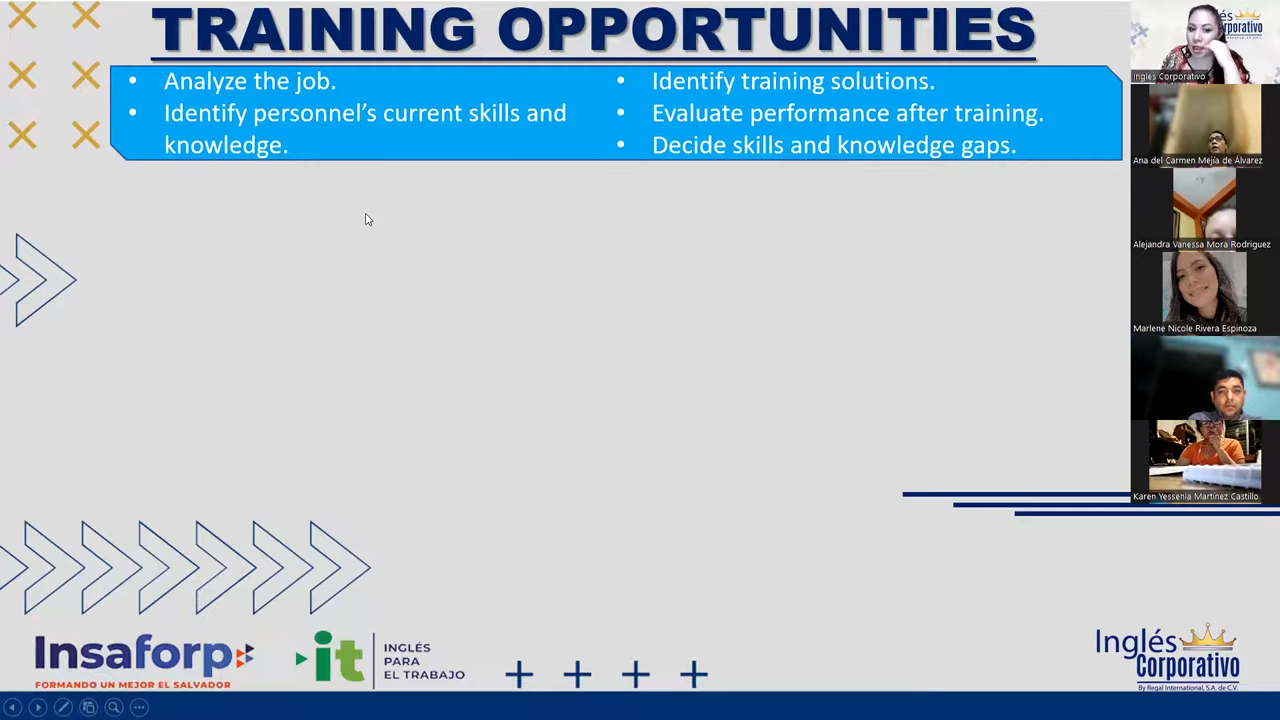 TRAINING OPPORTUNITIES
• Analyze the job.
• Identify personnel's current skills and
knowledge.
• Identify training solutions.
• Evaluate performance after training.
• Decide skills and knowledge gaps.
Ingles Corporativo
Ana del Carmen Mejía de Álvarez
Alejandra Vanessa Mora Rodriguez
Marlene Nicole Rivera Espinoza
Karen Yessenia Martínez Castillo
Insaforp
FORMANDO UN MEJOR EL SALVADOR
it
INGLÉS
PARA
EL TRABAJO
Inglés
Corporativo
By Regal International, S.A. de C.V.